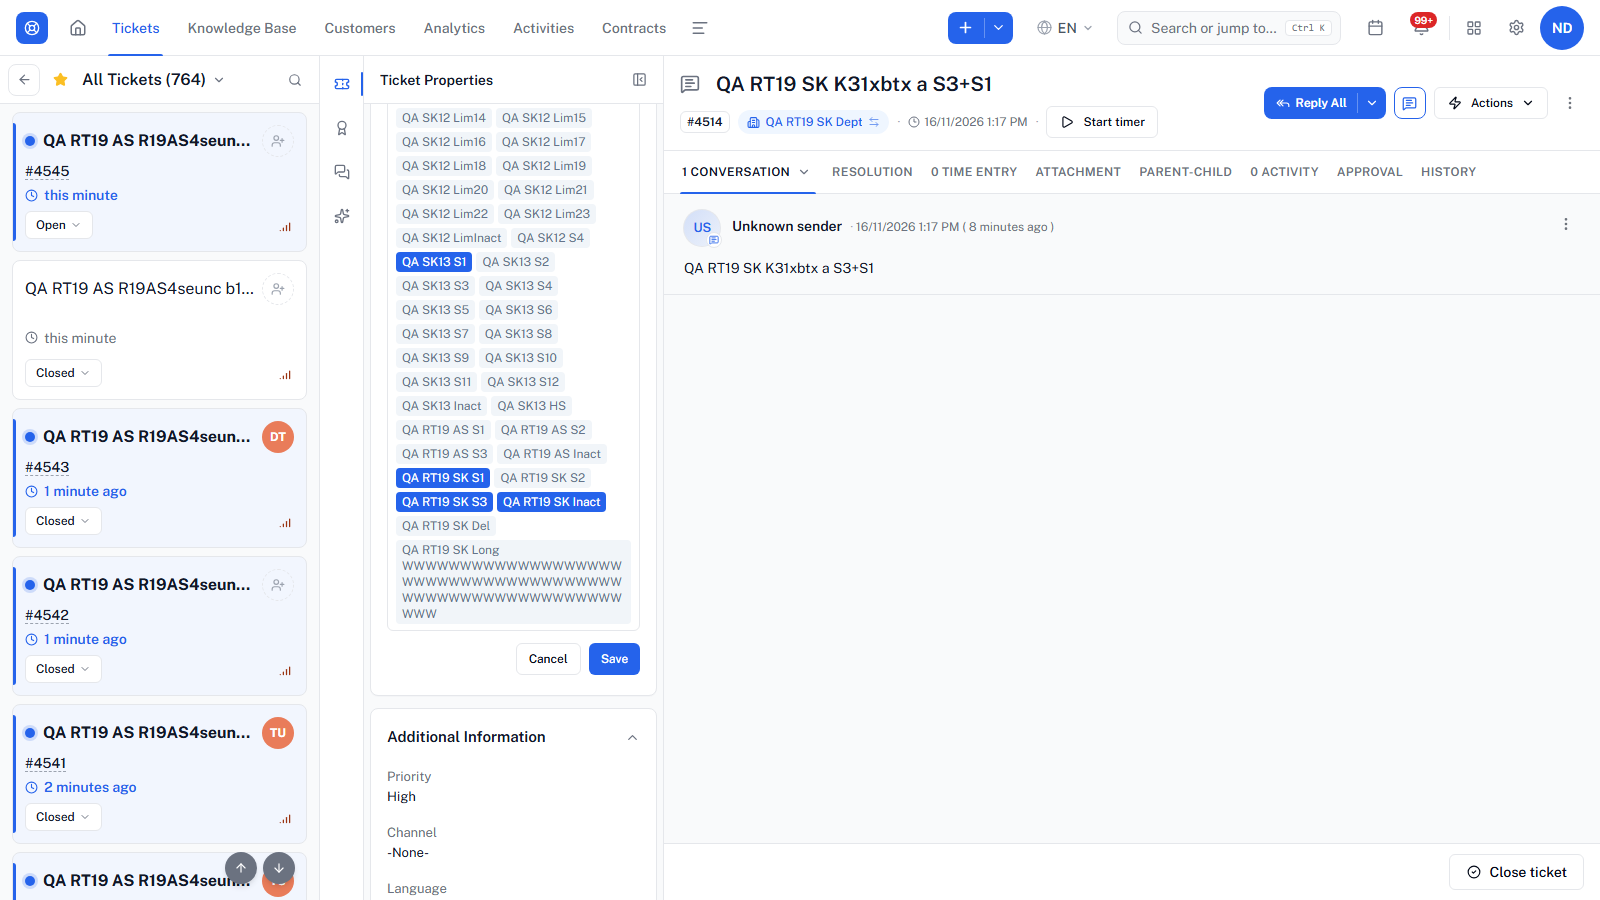 Tickets
Knowledge Base
Customers
Analytics
Activities
Contracts
EN
Search or jump to...
Ctrl K
99+
ND
All Tickets (764)
QA RT19 AS R19AS4seun...
#4545
this minute
Open
QA RT19 AS R19AS4seunc b1...
this minute
Closed
QA RT19 AS R19AS4seun...
DT
#4543
1 minute ago
Closed
QA RT19 AS R19AS4seun...
#4542
1 minute ago
Closed
QA RT19 AS R19AS4seun...
TU
#4541
2 minutes ago
Closed
QA RT19 AS R19AS4seun...
Ticket Properties
QA SK12 Lim14
QA SK12 Lim15
QA SK12 Lim16
QA SK12 Lim17
QA SK12 Lim18
QA SK12 Lim19
QA SK12 Lim20
QA SK12 Lim21
QA SK12 Lim22
QA SK12 Lim23
QA SK12 LimInact
QA SK12 S4
QA SK13 S1
QA SK13 S2
QA SK13 S3
QA SK13 S4
QA SK13 S5
QA SK13 S6
QA SK13 S7
QA SK13 S8
QA SK13 S9
QA SK13 S10
QA SK13 S11
QA SK13 S12
QA SK13 Inact
QA SK13 HS
QA RT19 AS S1
QA RT19 AS S2
QA RT19 AS S3
QA RT19 AS Inact
QA RT19 SK S1
QA RT19 SK S2
QA RT19 SK S3
QA RT19 SK Inact
QA RT19 SK Del
QA RT19 SK Long
WWWWWWWWWWWWWWWWWWW
WWWWWWWWWWWWWWWWWWW
WWWWWWWWWWWWWWWWWWW
WWW
Cancel
Save
Additional Information
Priority
High
Channel
-None-
Language
QA RT19 SK K31xbtx a S3+S1
#4514
QA RT19 SK Dept
· 16/11/2026 1:17 PM ·
Start timer
Reply All
Actions
1 CONVERSATION
RESOLUTION
0 TIME ENTRY
ATTACHMENT
PARENT-CHILD
0 ACTIVITY
APPROVAL
HISTORY
US
Unknown sender
· 16/11/2026 1:17 PM ( 8 minutes ago )
QA RT19 SK K31xbtx a S3+S1
Close ticket